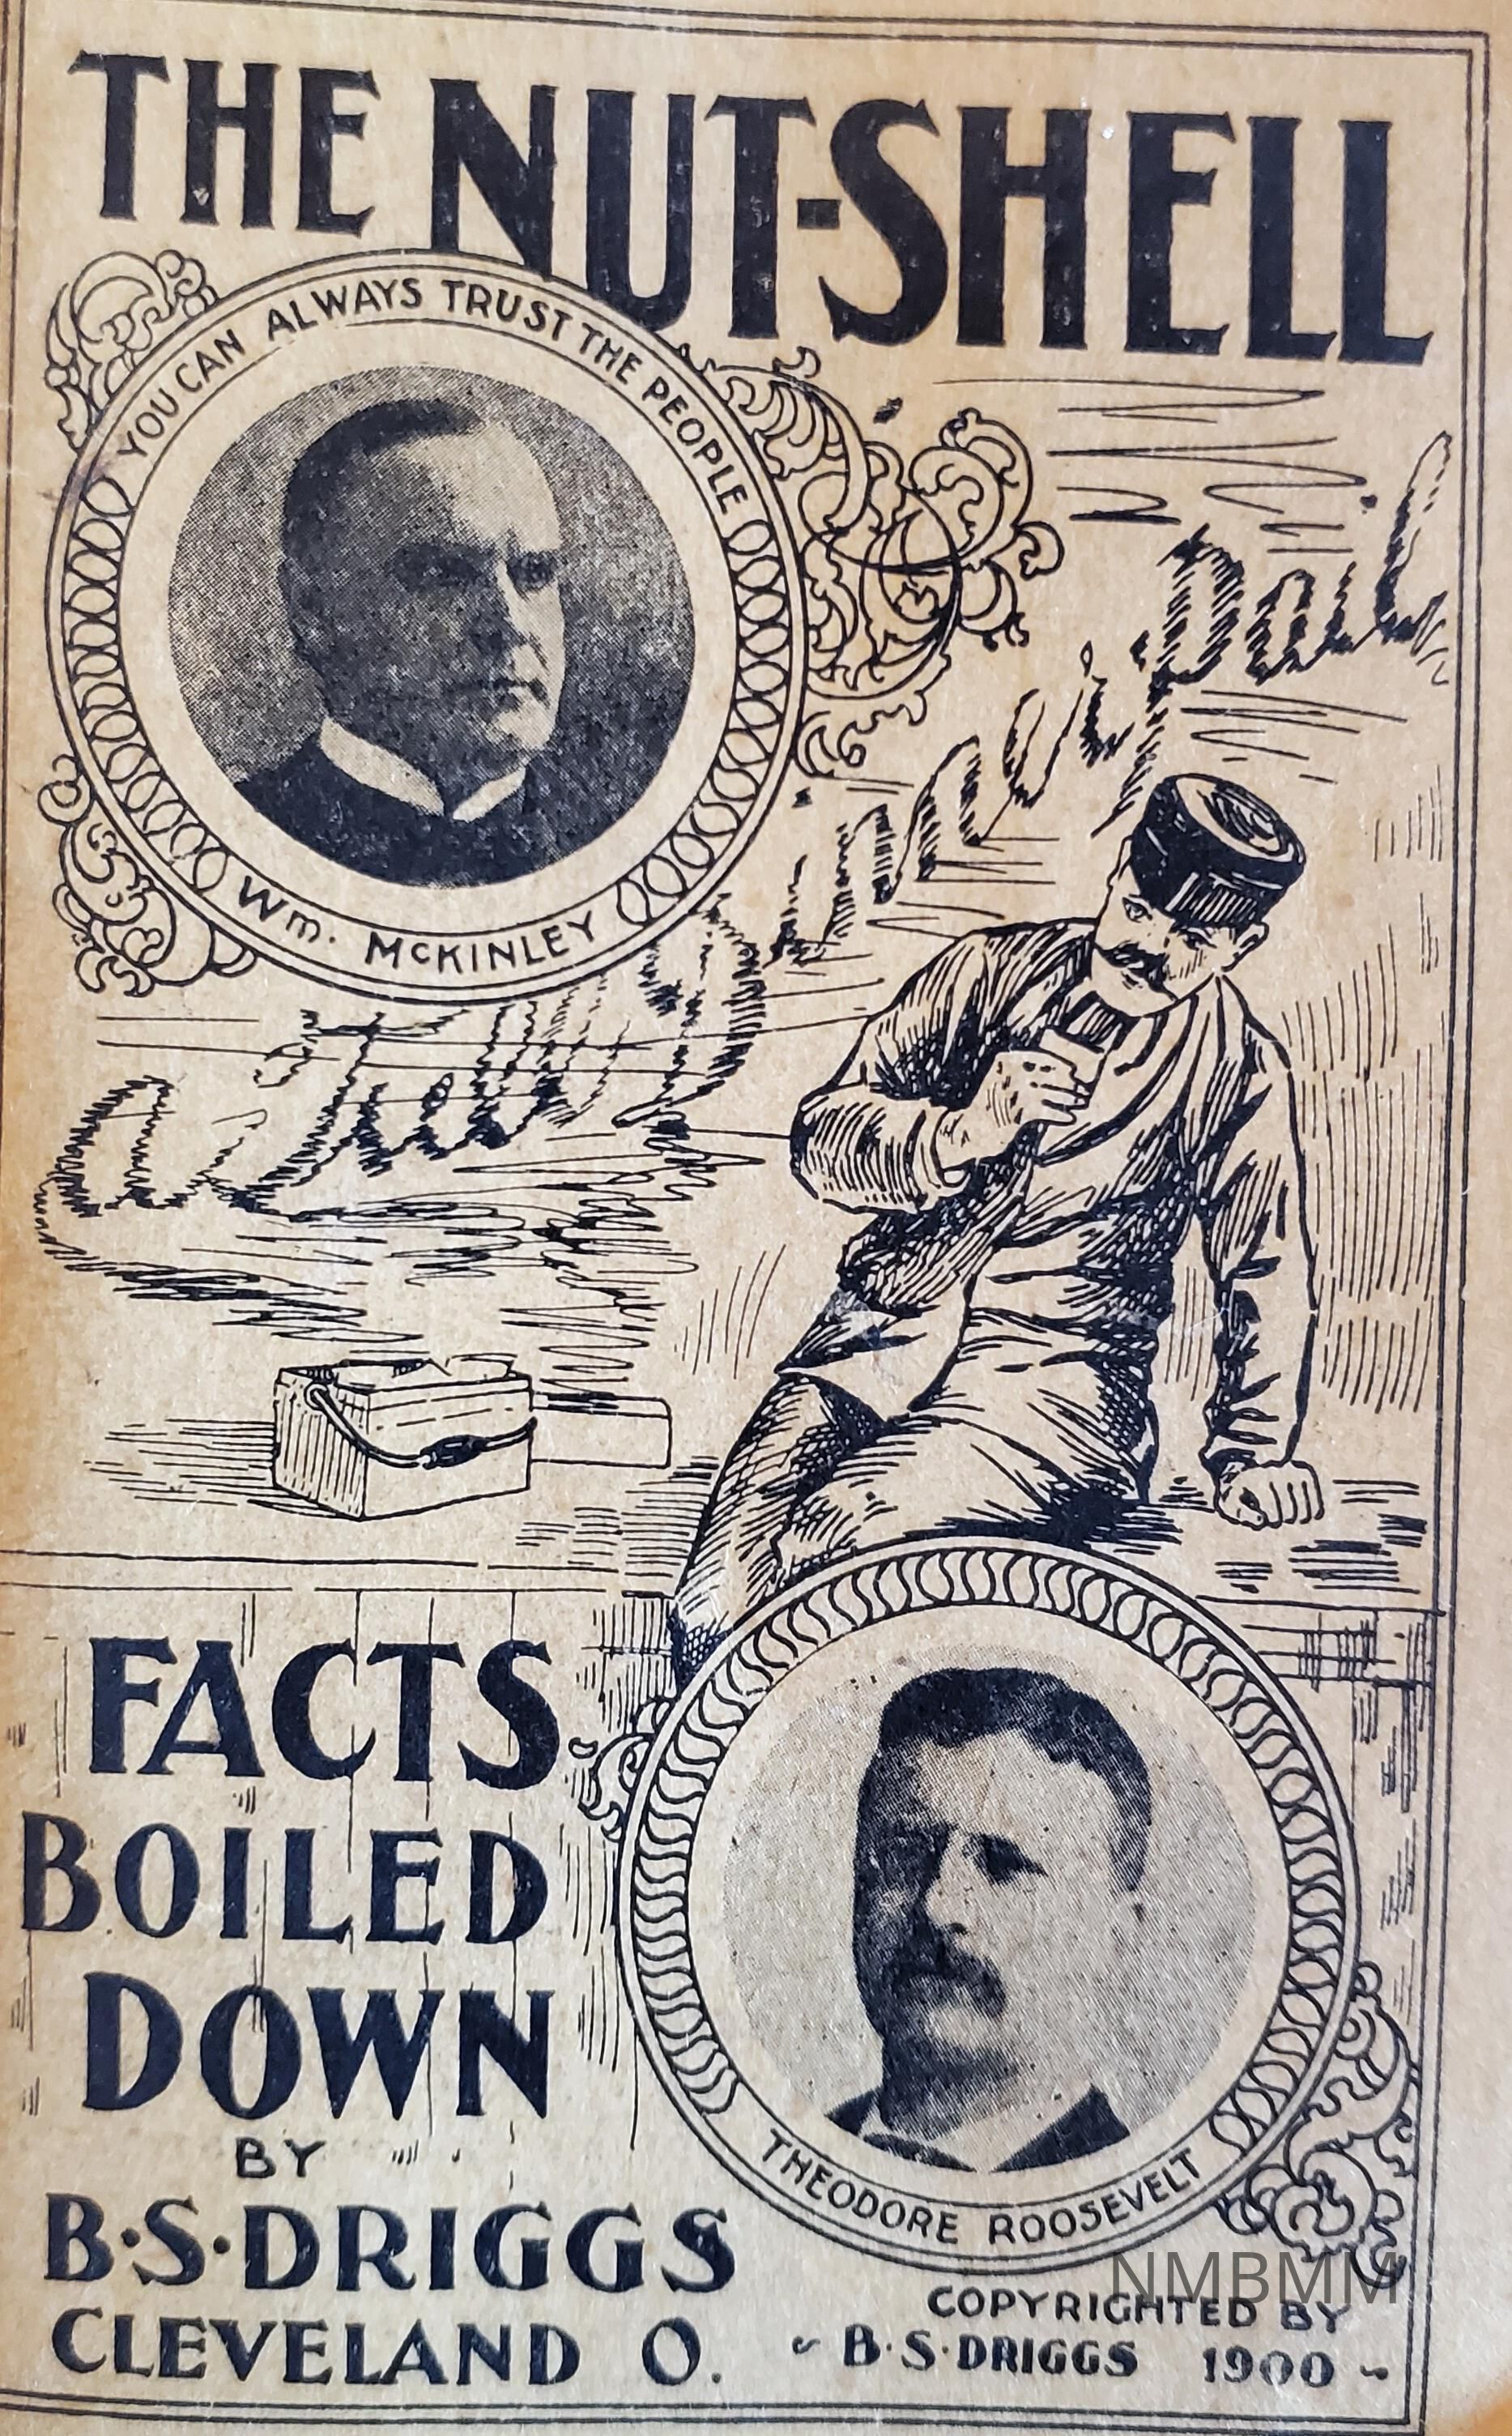 THE NUT-SHELL
YOU CAN ALWAYS TRUST THE PEOPLE
Wm. McKINLEY
A Full Dinner Pail
FACTS
BOILED
DOWN
BY
B·S·DRIGGS
CLEVELAND O.
THEODORE ROOSEVELT
NMBMM
COPYRIGHTED BY
B·S·DRIGGS 1900